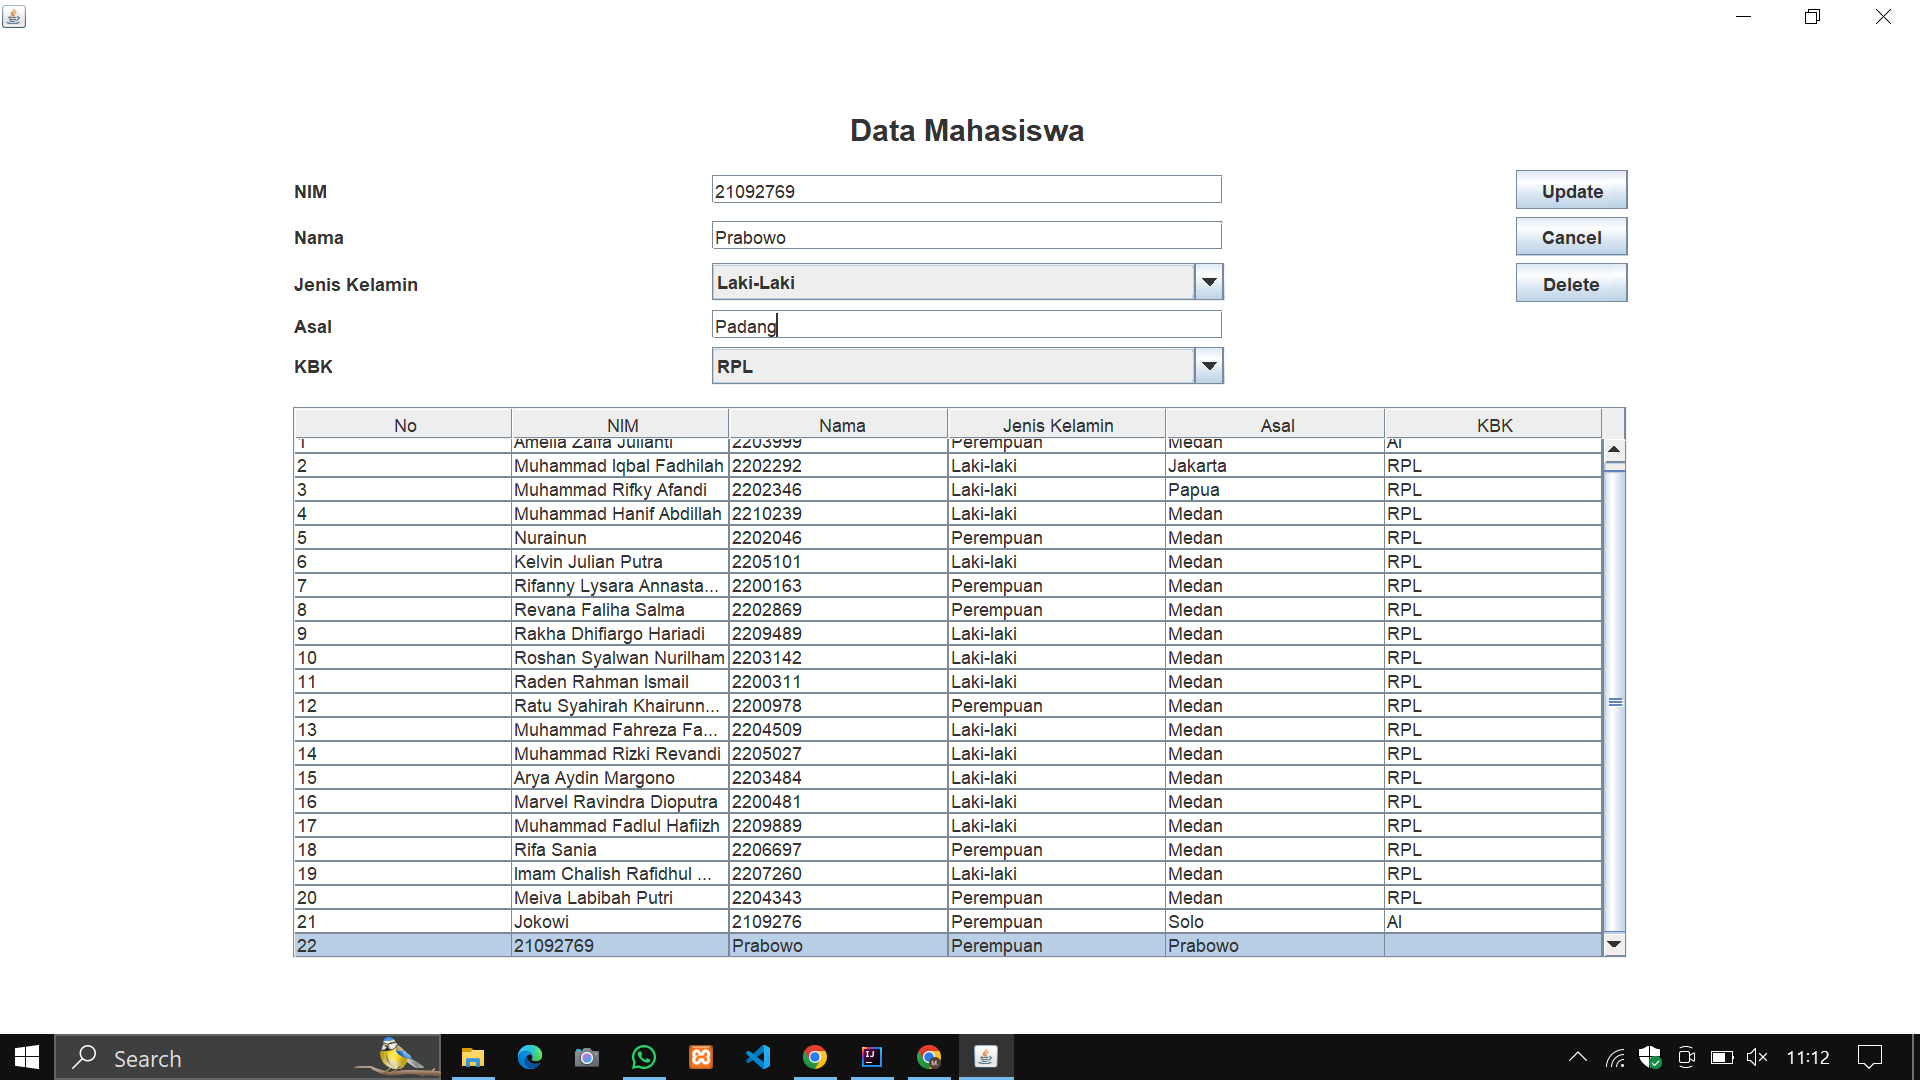 Data Mahasiswa
NIM 21092769 Update
Nama Prabowo Cancel
Jenis Kelamin Laki-Laki Delete
Asal Padang
KBK RPL
No NIM Nama Jenis Kelamin Asal KBK
1 Amelia Zalfa Julianti 2203999 Perempuan Medan AI
2 Muhammad Iqbal Fadhilah 2202292 Laki-laki Jakarta RPL
3 Muhammad Rifky Afandi 2202346 Laki-laki Papua RPL
4 Muhammad Hanif Abdillah 2210239 Laki-laki Medan RPL
5 Nurainun 2202046 Perempuan Medan RPL
6 Kelvin Julian Putra 2205101 Laki-laki Medan RPL
7 Rifanny Lysara Annasta... 2200163 Perempuan Medan RPL
8 Revana Faliha Salma 2202869 Perempuan Medan RPL
9 Rakha Dhifiargo Hariadi 2209489 Laki-laki Medan RPL
10 Roshan Syalwan Nurilham 2203142 Laki-laki Medan RPL
11 Raden Rahman Ismail 2200311 Laki-laki Medan RPL
12 Ratu Syahirah Khairunn... 2200978 Perempuan Medan RPL
13 Muhammad Fahreza Fa... 2204509 Laki-laki Medan RPL
14 Muhammad Rizki Revandi 2205027 Laki-laki Medan RPL
15 Arya Aydin Margono 2203484 Laki-laki Medan RPL
16 Marvel Ravindra Dioputra 2200481 Laki-laki Medan RPL
17 Muhammad Fadlul Hafiizh 2209889 Laki-laki Medan RPL
18 Rifa Sania 2206697 Perempuan Medan RPL
19 Imam Chalish Rafidhul ... 2207260 Laki-laki Medan RPL
20 Meiva Labibah Putri 2204343 Perempuan Medan RPL
21 Jokowi 2109276 Perempuan Solo AI
22 21092769 Prabowo Perempuan Prabowo
Search 11:12